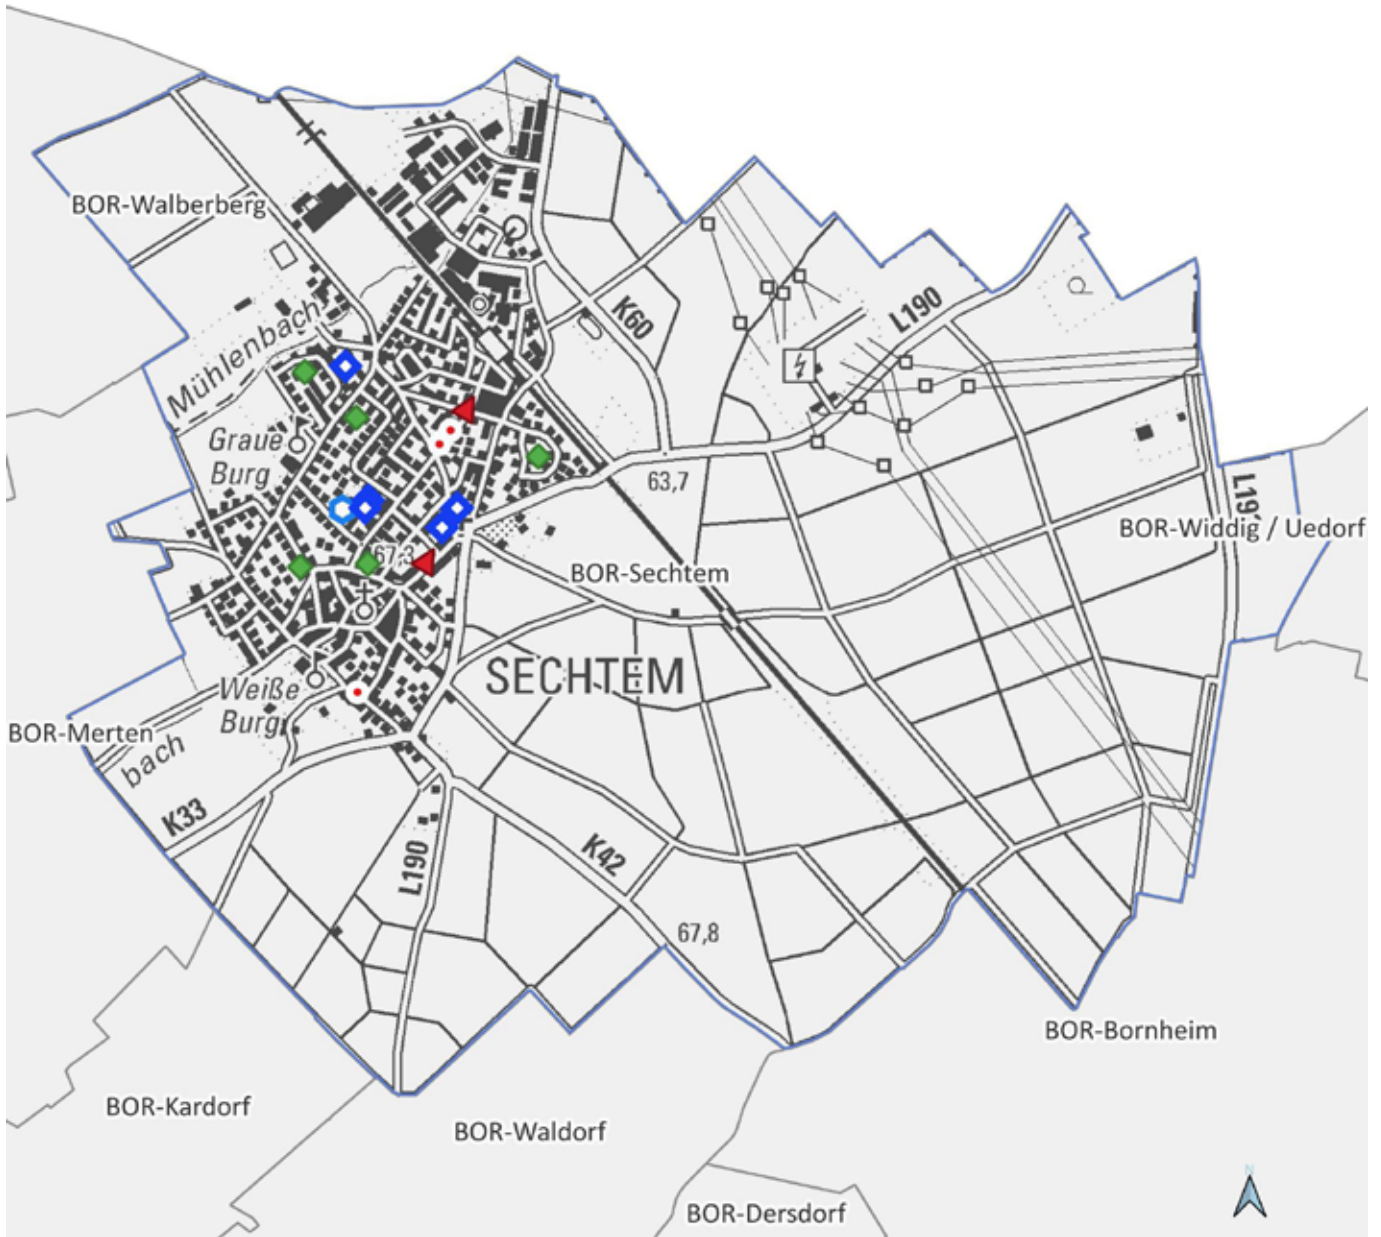 BOR-Walberberg
K60
L190
Mühlenbach
Graue
Burg
63,7
L19
BOR-Widdig / Uedorf
67,3
BOR-Sechtem
SECHTEM
Weiße
Burg
BOR-Merten
bach
K33
K42
L190
67,8
BOR-Bornheim
BOR-Kardorf
BOR-Waldorf
N
BOR-Dersdorf